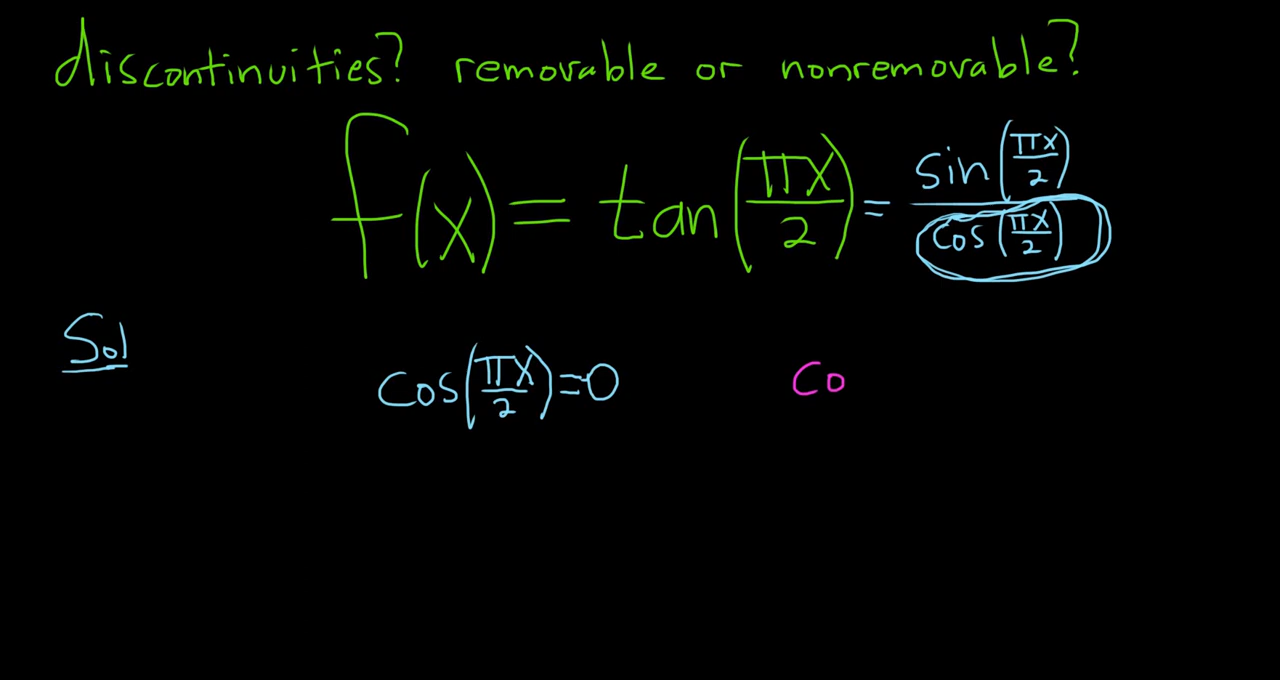 discontinuities? removable or nonremovable?
f(x) = tan(πx/2) = sin(πx/2)/cos(πx/2)
Sol
cos(πx/2)=0 Co